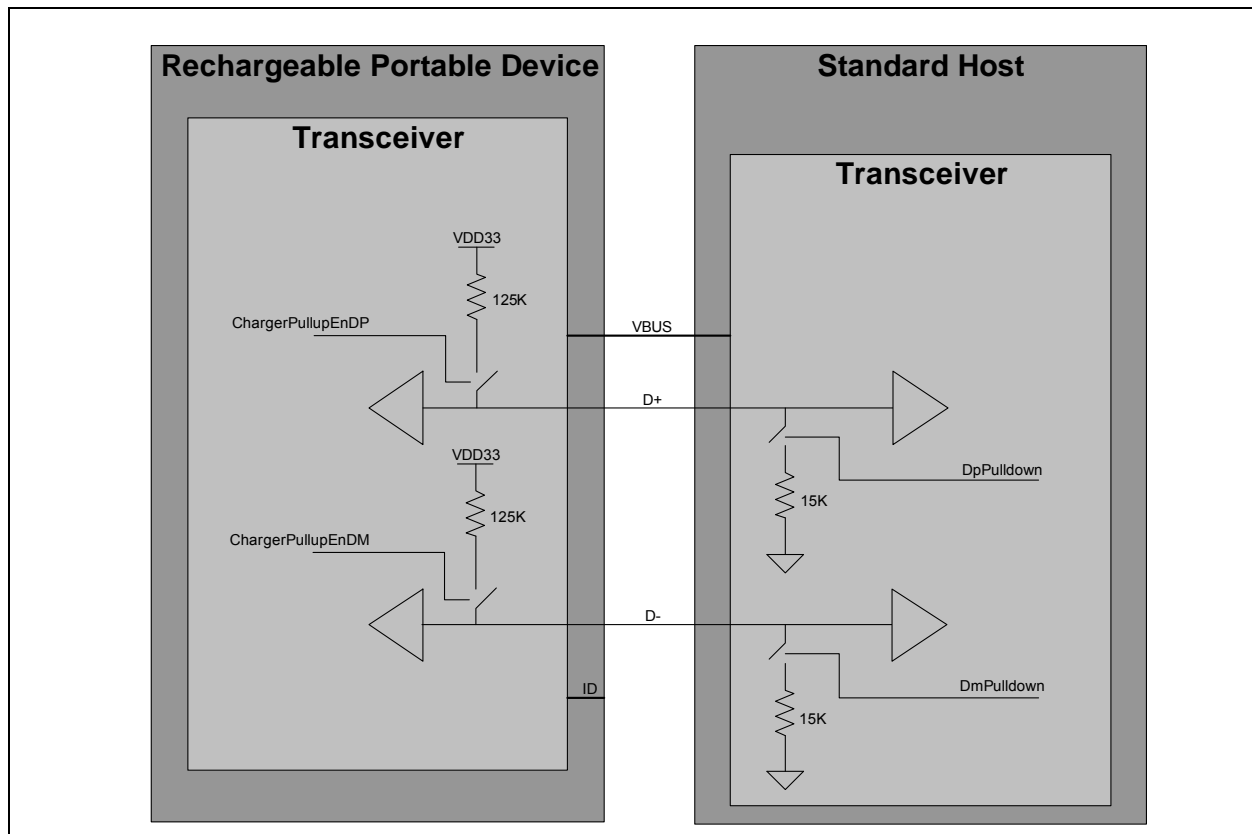 Rechargeable Portable Device
Standard Host
Transceiver
Transceiver
VDD33
125K
ChargerPullupEnDP
VBUS
D+
VDD33
DpPulldown
15K
125K
ChargerPullupEnDM
D-
ID
DmPulldown
15K